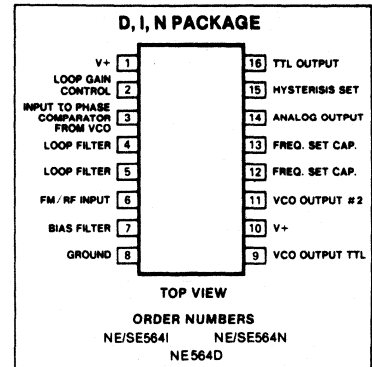 D, I, N PACKAGE
V+ 1
LOOP GAIN
CONTROL 2
INPUT TO PHASE
COMPARATOR 3
FROM VCO
LOOP FILTER 4
LOOP FILTER 5
FM/RF INPUT 6
BIAS FILTER 7
GROUND 8
16 TTL OUTPUT
15 HYSTERISIS SET
14 ANALOG OUTPUT
13 FREQ. SET CAP.
12 FREQ. SET CAP.
11 VCO OUTPUT #2
10 V+
9 VCO OUTPUT TTL
TOP VIEW
ORDER NUMBERS
NE/SE564I NE/SE564N
NE564D